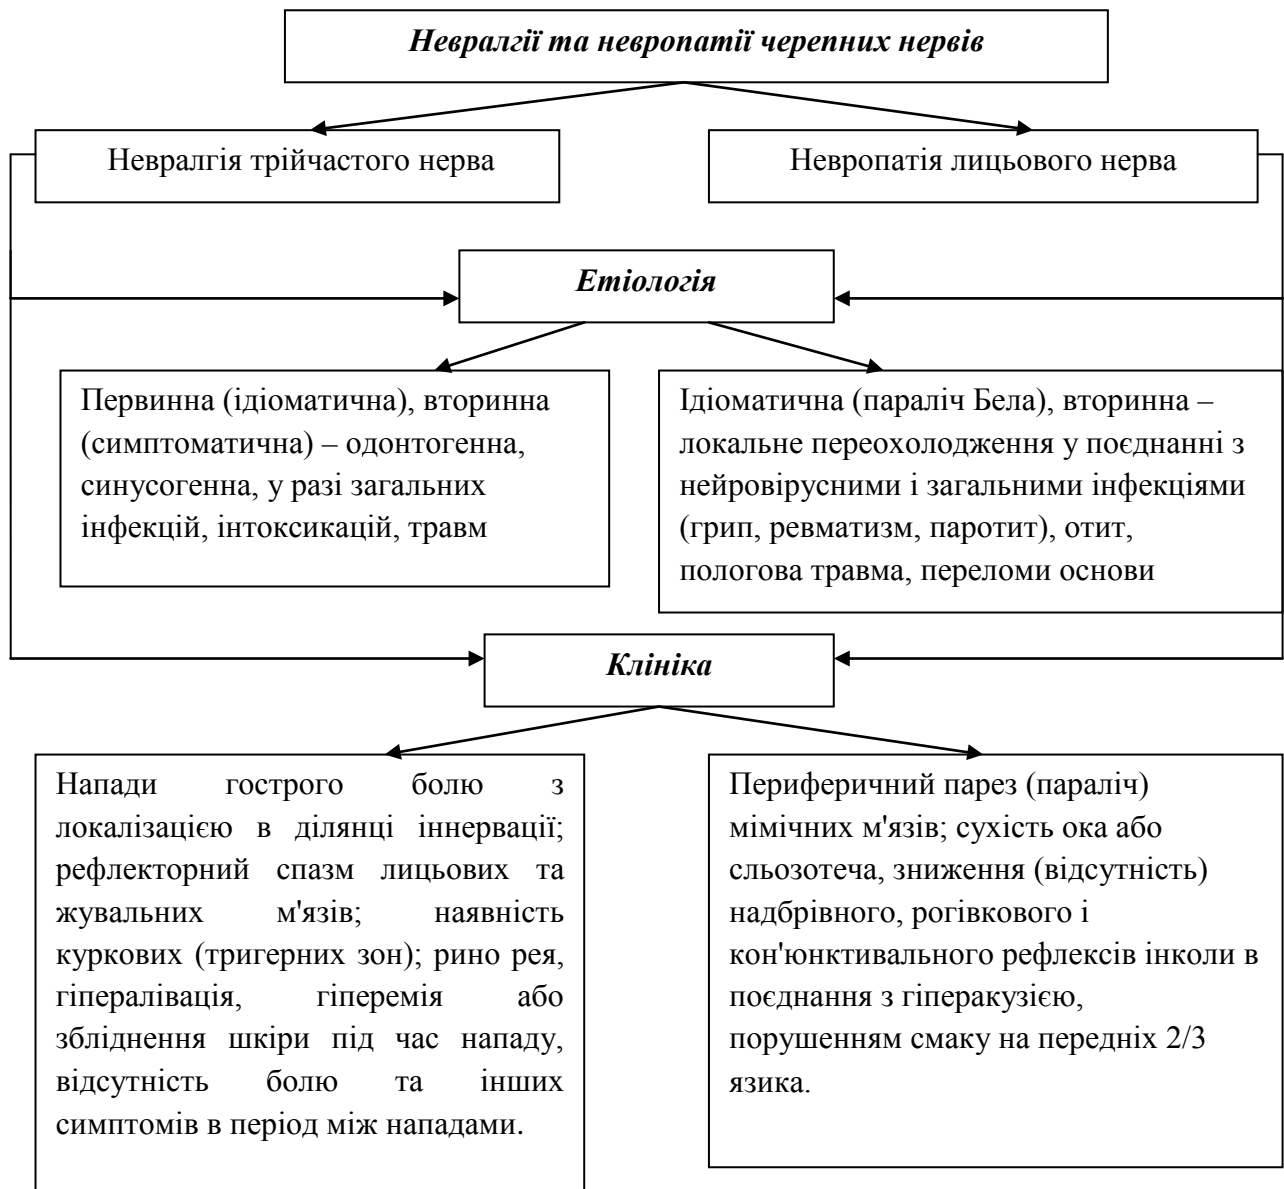 Невралгії та невропатії черепних нервів
Невралгія трійчастого нерва
Невропатія лицьового нерва
Етіологія
Первинна (ідіоматична), вторинна
(симптоматична) – одонтогенна,
синусогенна, у разі загальних
інфекцій, інтоксикацій, травм
Ідіоматична (параліч Бела), вторинна –
локальне переохолодження у поєднанні з
нейровірусними і загальними інфекціями
(грип, ревматизм, паротит), отит,
пологова травма, переломи основи
Клініка
Напади гострого болю з
локалізацією в ділянці іннервації;
рефлекторний спазм лицьових та
жувальних м'язів; наявність
куркових (тригерних зон); рино рея,
гіпералівація, гіперемія або
збліднення шкіри під час нападу,
відсутність болю та інших
симптомів в період між нападами.
Периферичний парез (параліч)
мімічних м'язів; сухість ока або
сльозотеча, зниження (відсутність)
надбрівного, рогівкового і
кон'юнктивального рефлексів інколи в
поєднання з гіперакузією,
порушенням смаку на передніх 2/3
язика.